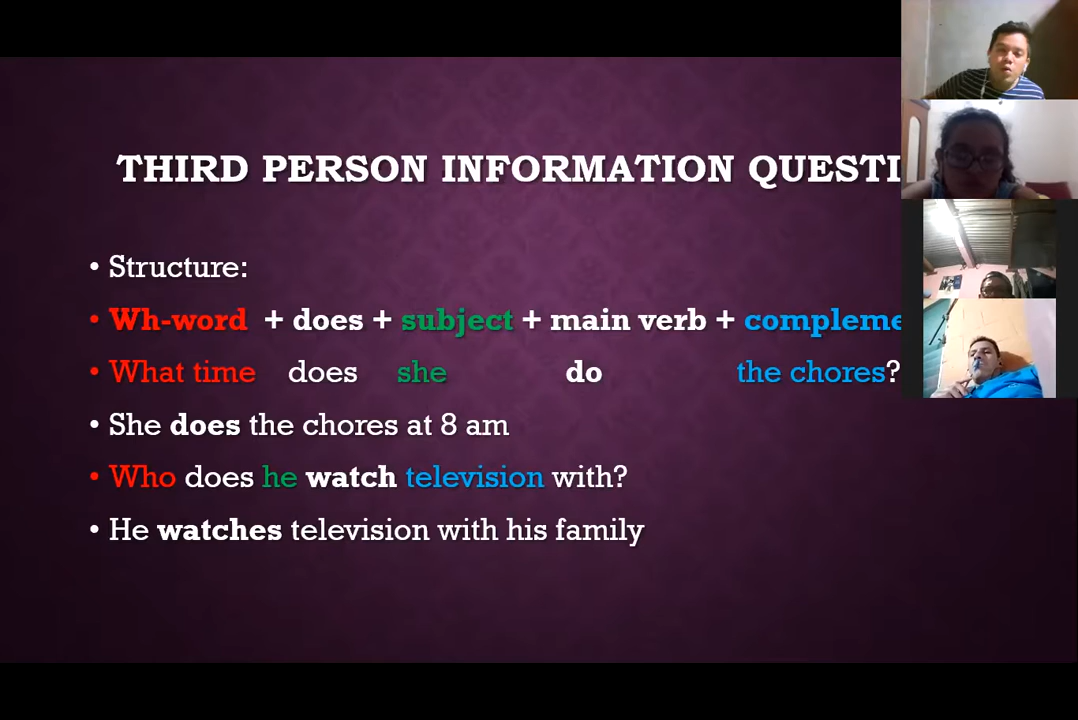 THIRD PERSON INFORMATION QUESTI
• Structure:
• Wh-word + does + subject + main verb + compleme
• What time does she do the chores?
• She does the chores at 8 am
• Who does he watch television with?
• He watches television with his family